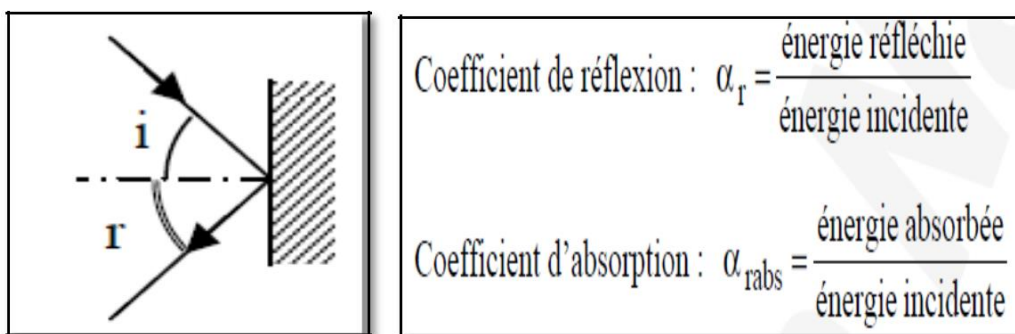 i
r
Coefficient de réflexion : α_r = énergie réfléchie / énergie incidente
Coefficient d'absorption : α_rabs = énergie absorbée / énergie incidente